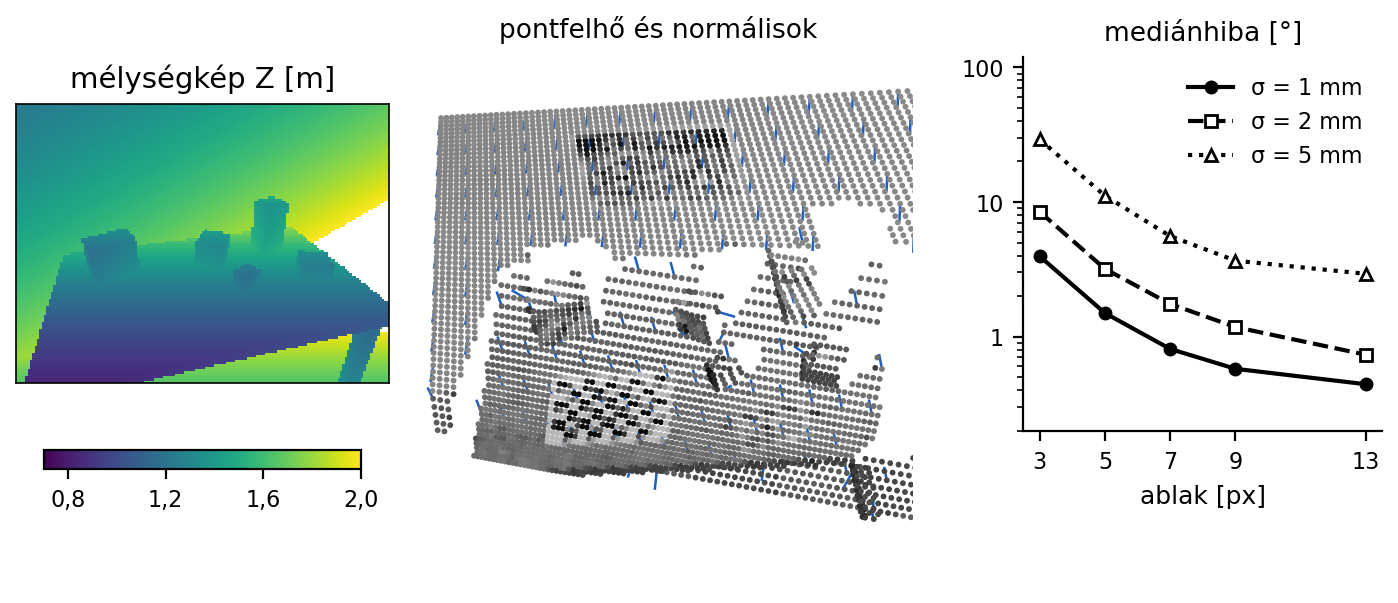 mélységkép Z [m]
0,8 1,2 1,6 2,0
pontfelhő és normálisok
mediánhiba [°]
100
10
1
σ = 1 mm
σ = 2 mm
σ = 5 mm
3 5 7 9 13
ablak [px]